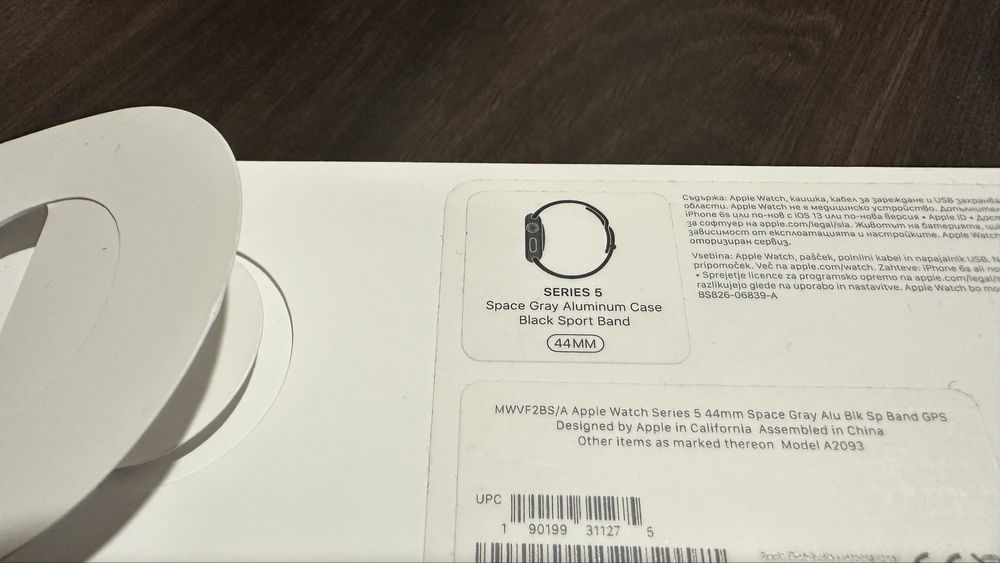 SERIES 5
Space Gray Aluminum Case
Black Sport Band
44MM
Съдържа: Apple Watch, каишка, кабел за зареждане и USB захранва
области. Apple Watch не е медицинско устройство. Допълнител
iPhone 6s или по-нов с iOS 13 или по-нова версия • Apple ID • Дос
за софтуер на apple.com/legal/sla. Животът на батерията, ци
зависимост от експлоатацията и настройките. Apple Watch
оторизиран сервиз.
Vsebina: Apple Watch, pašček, polnilni kabel in napajalnik USB. N
pripomoček. Več na apple.com/watch. Zahteve: iPhone 6s ali no
• Sprejetje licence za programsko opremo na apple.com/legal/s
razlikujejo glede na uporabo in nastavitve. Apple Watch bo mo
BS826-06839-A
MWVF2BS/A Apple Watch Series 5 44mm Space Gray Alu Blk Sp Band GPS
Designed by Apple in California Assembled in China
Other items as marked thereon Model A2093
UPC
1 90199 31127 5